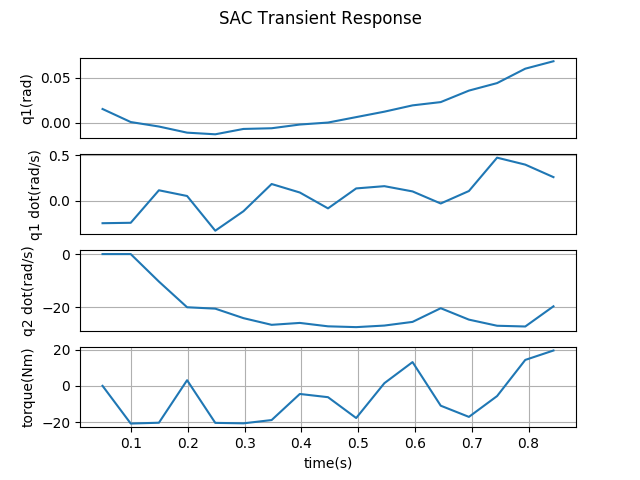 SAC Transient Response
q1(rad)
0.05
0.00
q1 dot(rad/s)
0.5
0.0
q2 dot(rad/s)
0
−20
torque(Nm)
20
0
−20
0.1 0.2 0.3 0.4 0.5 0.6 0.7 0.8
time(s)